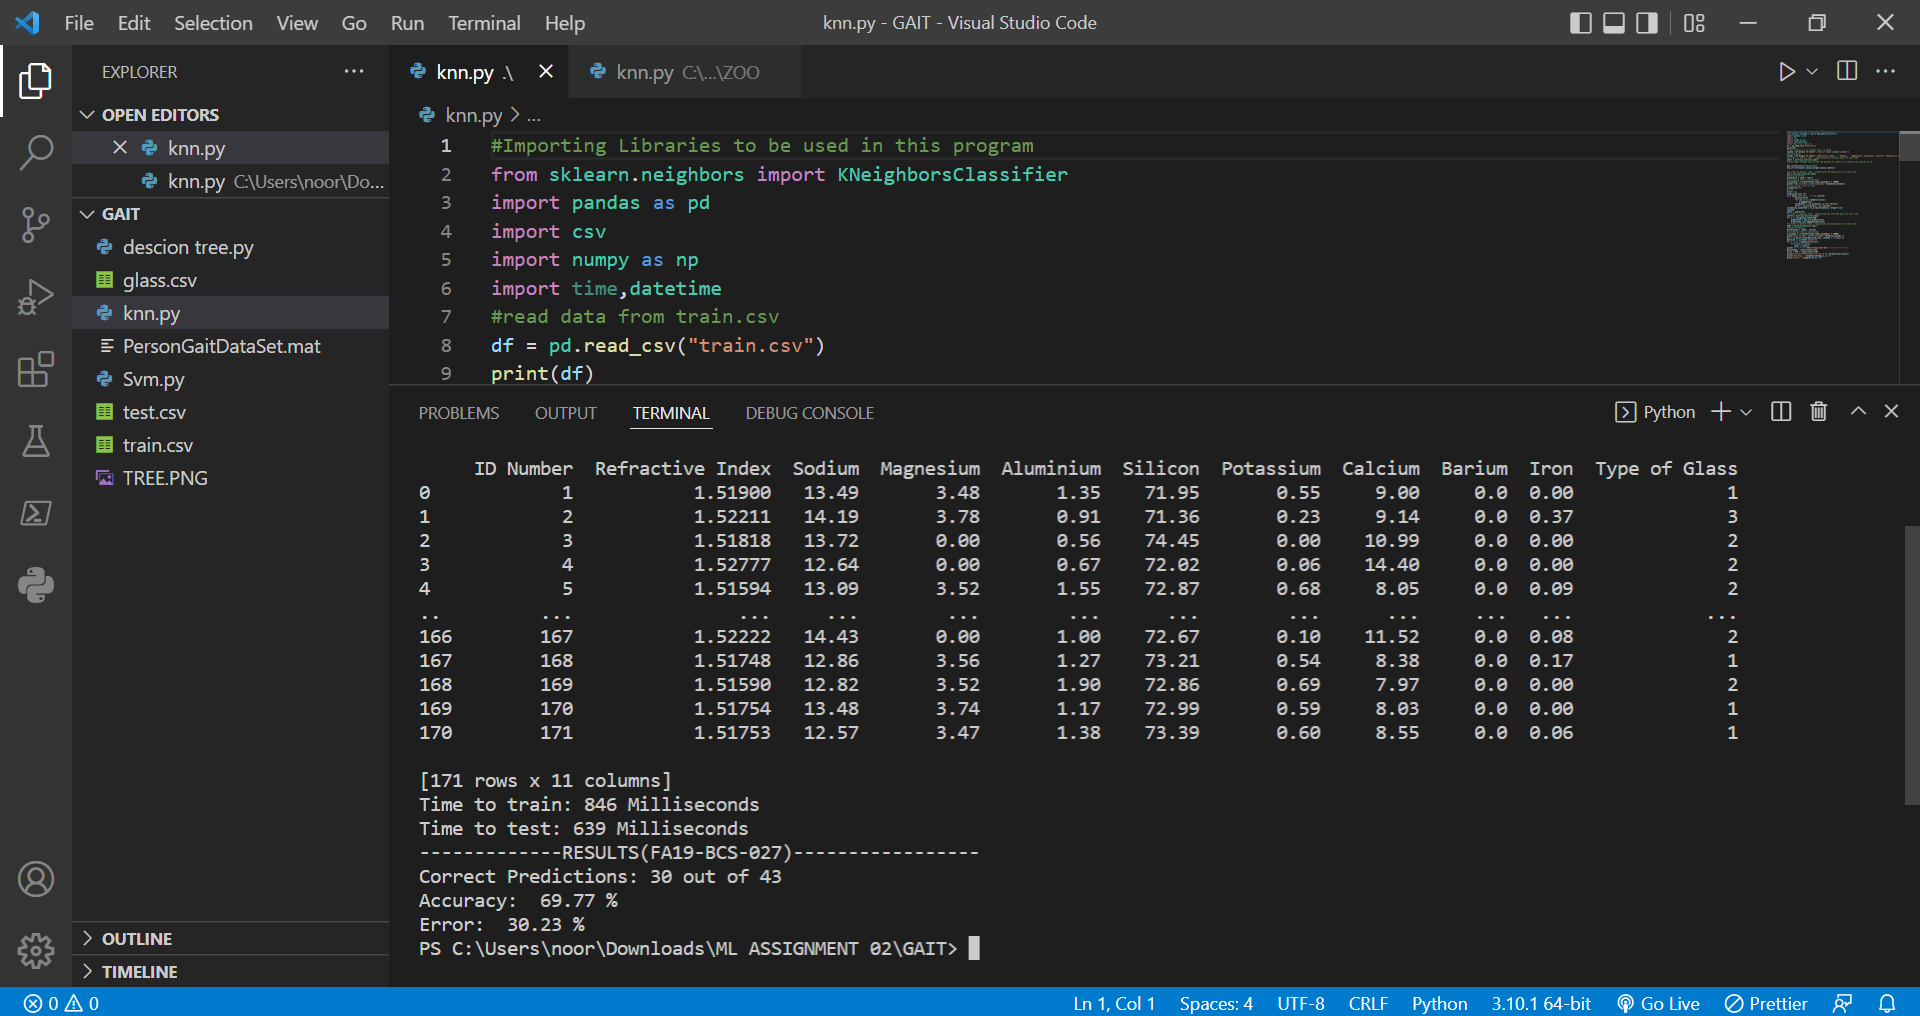 File Edit Selection View Go Run Terminal Help
knn.py - GAIT - Visual Studio Code
EXPLORER
OPEN EDITORS
knn.py
knn.py C:\Users\noor\Do...
GAIT
descion tree.py
glass.csv
knn.py
PersonGaitDataSet.mat
Svm.py
test.csv
train.csv
TREE.PNG
OUTLINE
TIMELINE
knn.py .\
knn.py C:\...\ZOO
knn.py > ...
1 #Importing Libraries to be used in this program
2 from sklearn.neighbors import KNeighborsClassifier
3 import pandas as pd
4 import csv
5 import numpy as np
6 import time,datetime
7 #read data from train.csv
8 df = pd.read_csv("train.csv")
9 print(df)
PROBLEMS OUTPUT TERMINAL DEBUG CONSOLE
Python
ID Number Refractive Index Sodium Magnesium Aluminium Silicon Potassium Calcium Barium Iron Type of Glass
0 1 1.51900 13.49 3.48 1.35 71.95 0.55 9.00 0.0 0.00 1
1 2 1.52211 14.19 3.78 0.91 71.36 0.23 9.14 0.0 0.37 3
2 3 1.51818 13.72 0.00 0.56 74.45 0.00 10.99 0.0 0.00 2
3 4 1.52777 12.64 0.00 0.67 72.02 0.06 14.40 0.0 0.00 2
4 5 1.51594 13.09 3.52 1.55 72.87 0.68 8.05 0.0 0.09 2
.. ... ... ... ... ... ... ... ... ... ... ...
166 167 1.52222 14.43 0.00 1.00 72.67 0.10 11.52 0.0 0.08 2
167 168 1.51748 12.86 3.56 1.27 73.21 0.54 8.38 0.0 0.17 1
168 169 1.51590 12.82 3.52 1.90 72.86 0.69 7.97 0.0 0.00 2
169 170 1.51754 13.48 3.74 1.17 72.99 0.59 8.03 0.0 0.00 1
170 171 1.51753 12.57 3.47 1.38 73.39 0.60 8.55 0.0 0.06 1
[171 rows x 11 columns]
Time to train: 846 Milliseconds
Time to test: 639 Milliseconds
-------------RESULTS(FA19-BCS-027)-----------------
Correct Predictions: 30 out of 43
Accuracy:  69.77 %
Error:  30.23 %
PS C:\Users\noor\Downloads\ML ASSIGNMENT 02\GAIT>
0 0
Ln 1, Col 1 Spaces: 4 UTF-8 CRLF Python 3.10.1 64-bit Go Live Prettier